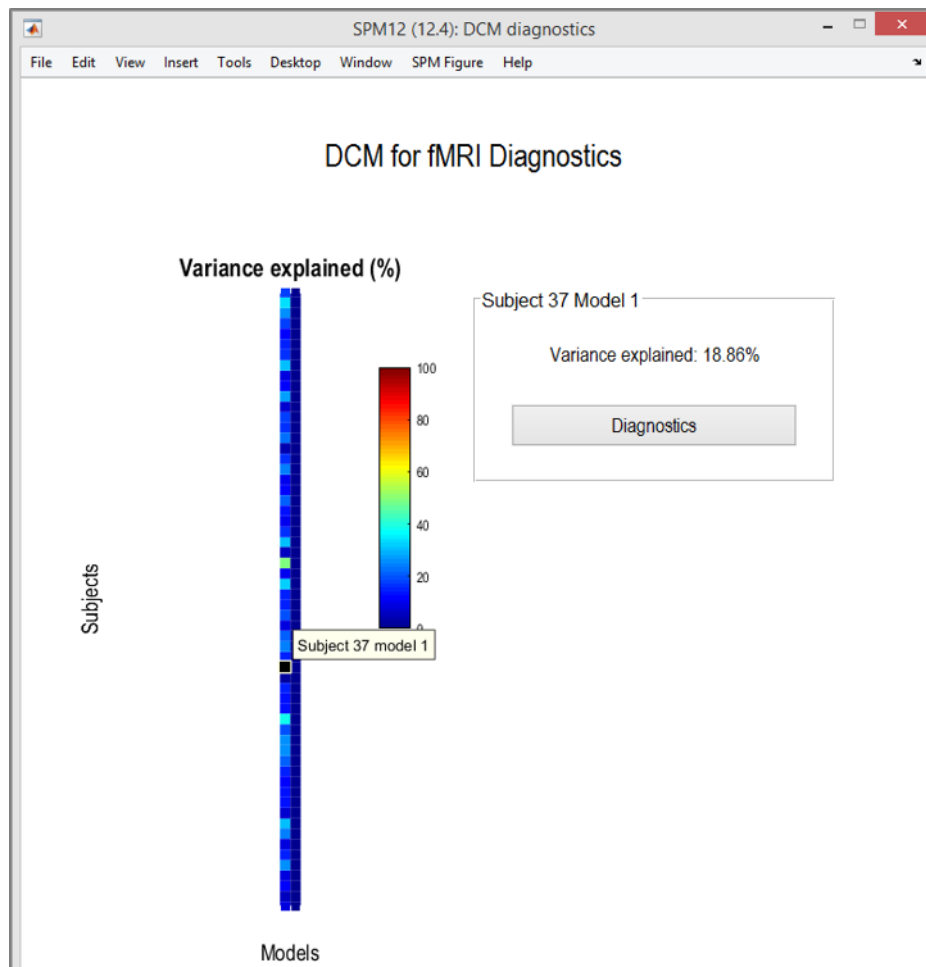 SPM12 (12.4): DCM diagnostics
File Edit View Insert Tools Desktop Window SPM Figure Help
DCM for fMRI Diagnostics
Variance explained (%)
Subject 37 Model 1
Variance explained: 18.86%
100
80
Diagnostics
60
40
20
0
Subjects
Subject 37 model 1
Models